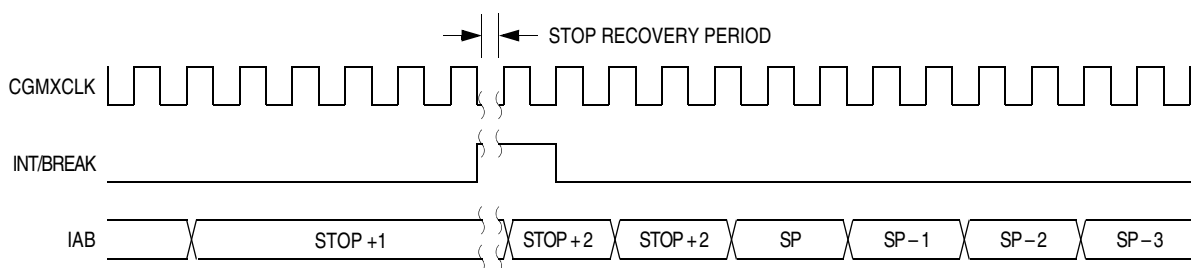 STOP RECOVERY PERIOD
CGMXCLK
INT/BREAK
IAB
STOP +1
STOP + 2
STOP + 2
SP
SP – 1
SP – 2
SP – 3